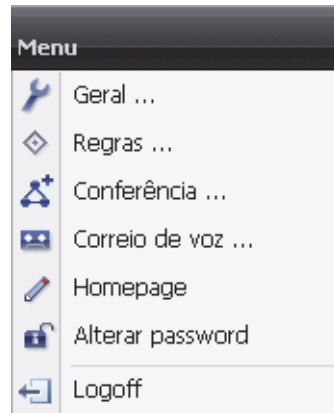 Menu
Geral ...
Regras ...
Conferência ...
Correio de voz ...
Homepage
Alterar password
Logoff